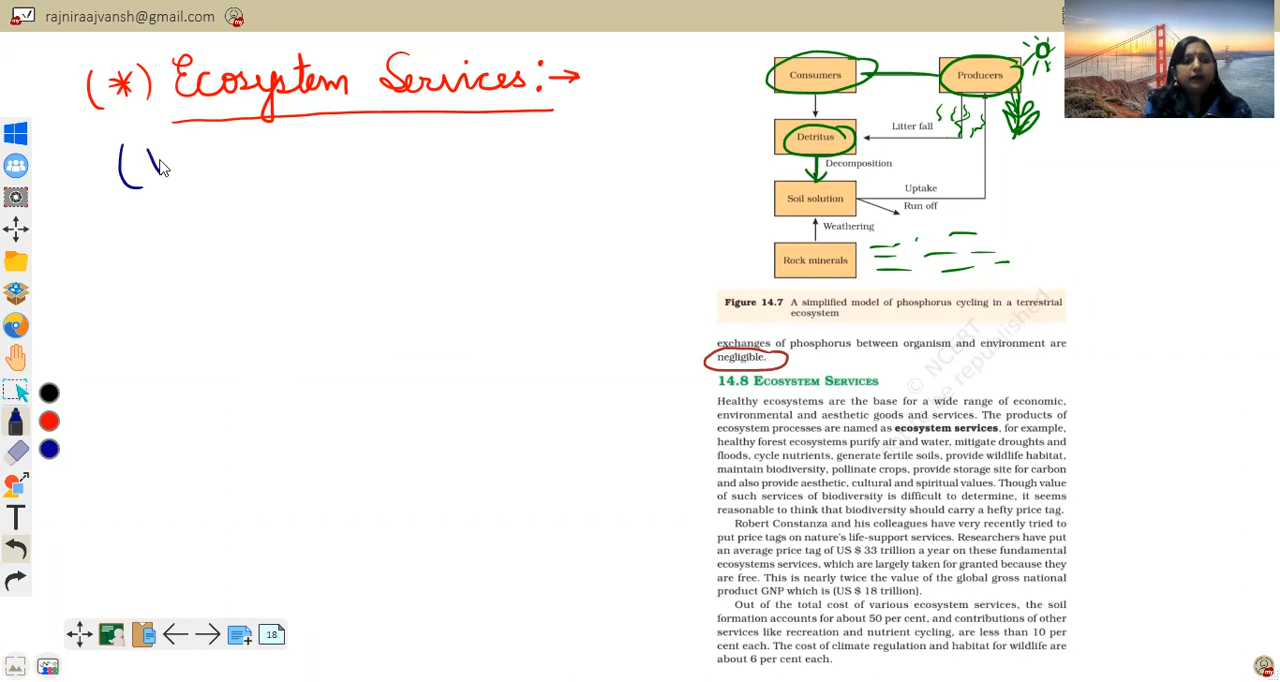 rajniraajvansh@gmail.com
(*) Ecosystem Services:→
Consumers
Producers
Detritus
Litter fall
Decomposition
Soil solution
Uptake
Run off
Weathering
Rock minerals
Figure 14.7 A simplified model of phosphorus cycling in a terrestrial
ecosystem
exchanges of phosphorus between organism and environment are
negligible.
14.8 ECOSYSTEM SERVICES
Healthy ecosystems are the base for a wide range of economic,
environmental and aesthetic goods and services. The products of
ecosystem processes are named as ecosystem services, for example,
healthy forest ecosystems purify air and water, mitigate droughts and
floods, cycle nutrients, generate fertile soils, provide wildlife habitat,
maintain biodiversity, pollinate crops, provide storage site for carbon
and also provide aesthetic, cultural and spiritual values. Though value
of such services of biodiversity is difficult to determine, it seems
reasonable to think that biodiversity should carry a hefty price tag.
Robert Constanza and his colleagues have very recently tried to
put price tags on nature's life-support services. Researchers have put
an average price tag of US $ 33 trillion a year on these fundamental
ecosystems services, which are largely taken for granted because they
are free. This is nearly twice the value of the global gross national
product GNP which is (US $ 18 trillion).
Out of the total cost of various ecosystem services, the soil
formation accounts for about 50 per cent, and contributions of other
services like recreation and nutrient cycling, are less than 10 per
cent each. The cost of climate regulation and habitat for wildlife are
about 6 per cent each.
© NCERT
be republished
T
18